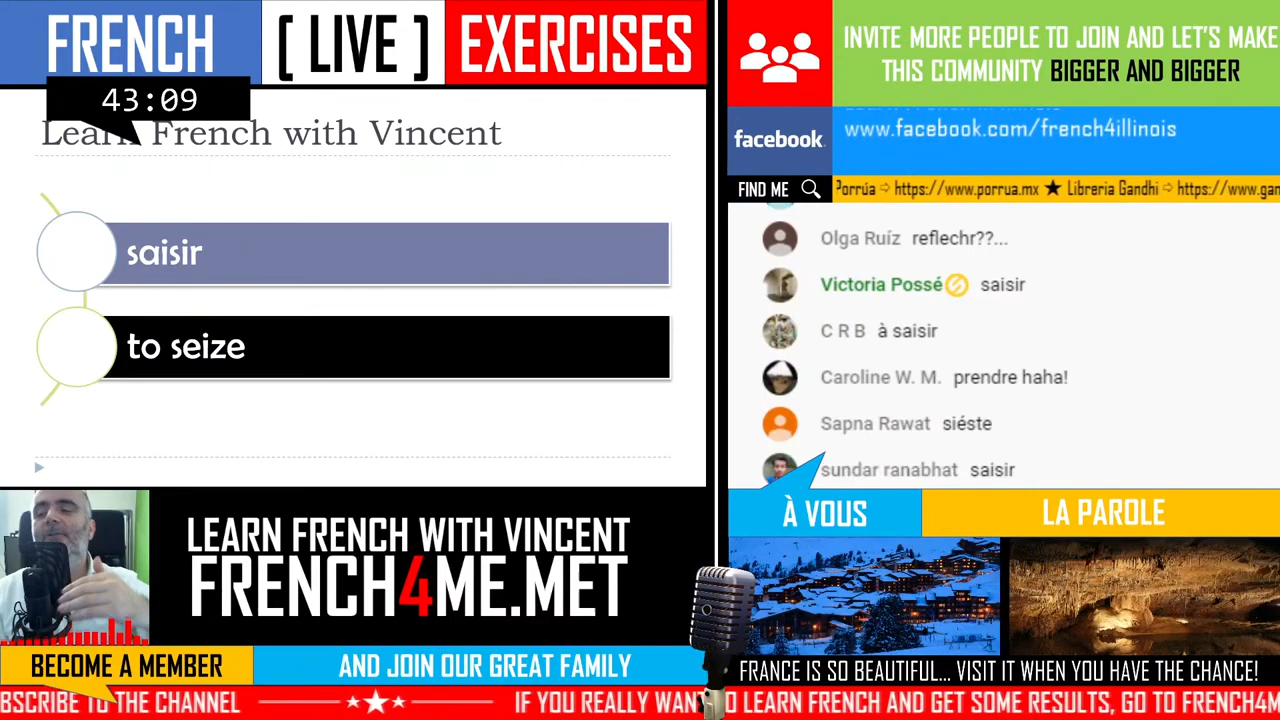 FRENCH [ LIVE ] EXERCISES
43:09
Learn French with Vincent
saisir
to seize
LEARN FRENCH WITH VINCENT
FRENCH4ME.MET
BECOME A MEMBER
AND JOIN OUR GREAT FAMILY
INVITE MORE PEOPLE TO JOIN AND LET'S MAKE
THIS COMMUNITY BIGGER AND BIGGER
facebook.
www.facebook.com/french4illinois
FIND ME
Porrúa ⇨ https://www.porrua.mx ★ Libreria Gandhi ⇨ https://www.gan
Olga Ruíz reflechr??...
Victoria Possé saisir
C R B à saisir
Caroline W. M. prendre haha!
Sapna Rawat siéste
sundar ranabhat saisir
À VOUS
LA PAROLE
FRANCE IS SO BEAUTIFUL... VISIT IT WHEN YOU HAVE THE CHANCE!
BSCRIBE TO THE CHANNEL ★ IF YOU REALLY WANT TO LEARN FRENCH AND GET SOME RESULTS, GO TO FRENCH4M